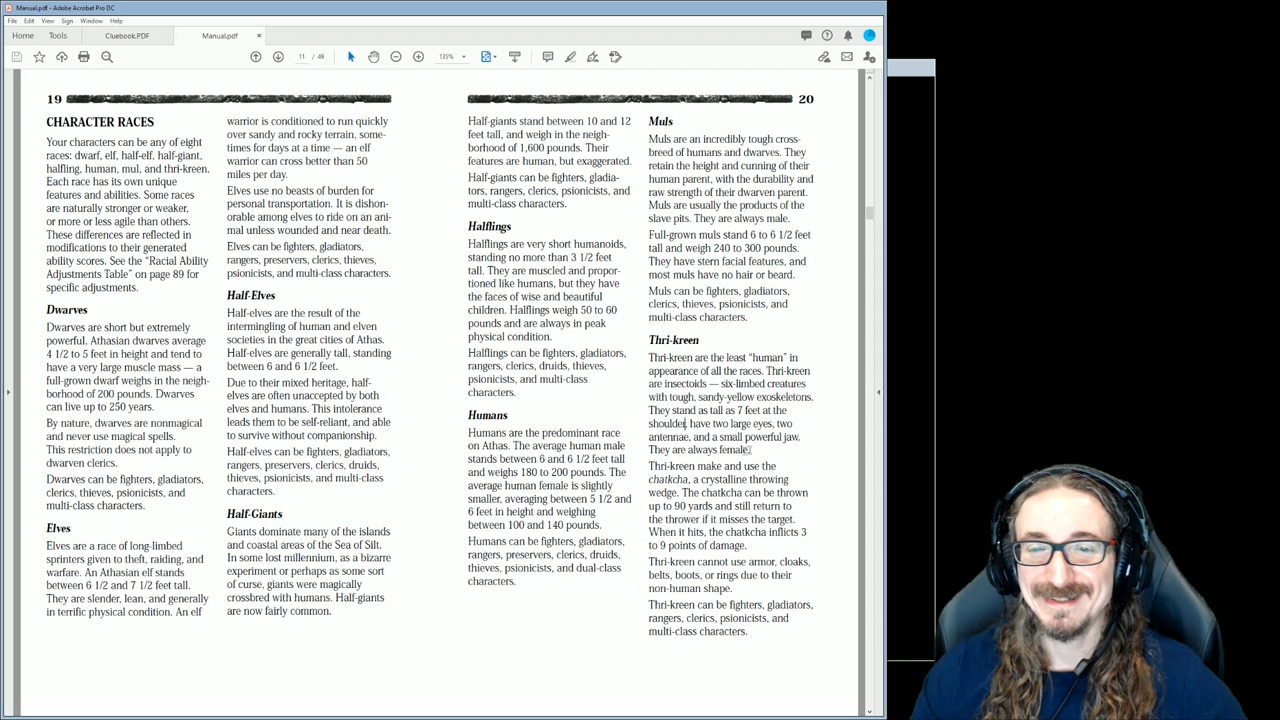 Manual.pdf - Adobe Acrobat Pro DC
File Edit View Sign Window Help
Home Tools Cluebook.PDF Manual.pdf ×
11 / 49 135%
19
CHARACTER RACES
Your characters can be any of eight
races: dwarf, elf, half-elf, half-giant,
halfling, human, mul, and thri-kreen.
Each race has its own unique
features and abilities. Some races
are naturally stronger or weaker,
or more or less agile than others.
These differences are reflected in
modifications to their generated
ability scores. See the “Racial Ability
Adjustments Table” on page 89 for
specific adjustments.
Dwarves
Dwarves are short but extremely
powerful. Athasian dwarves average
4 1/2 to 5 feet in height and tend to
have a very large muscle mass — a
full-grown dwarf weighs in the neigh-
borhood of 200 pounds. Dwarves
can live up to 250 years.
By nature, dwarves are nonmagical
and never use magical spells.
This restriction does not apply to
dwarven clerics.
Dwarves can be fighters, gladiators,
clerics, thieves, psionicists, and
multi-class characters.
Elves
Elves are a race of long-limbed
sprinters given to theft, raiding, and
warfare. An Athasian elf stands
between 6 1/2 and 7 1/2 feet tall.
They are slender, lean, and generally
in terrific physical condition. An elf
warrior is conditioned to run quickly
over sandy and rocky terrain, some-
times for days at a time — an elf
warrior can cross better than 50
miles per day.
Elves use no beasts of burden for
personal transportation. It is dishon-
orable among elves to ride on an ani-
mal unless wounded and near death.
Elves can be fighters, gladiators,
rangers, preservers, clerics, thieves,
psionicists, and multi-class characters.
Half-Elves
Half-elves are the result of the
intermingling of human and elven
societies in the great cities of Athas.
Half-elves are generally tall, standing
between 6 and 6 1/2 feet.
Due to their mixed heritage, half-
elves are often unaccepted by both
elves and humans. This intolerance
leads them to be self-reliant, and able
to survive without companionship.
Half-elves can be fighters, gladiators,
rangers, preservers, clerics, druids,
thieves, psionicists, and multi-class
characters.
Half-Giants
Giants dominate many of the islands
and coastal areas of the Sea of Silt.
In some lost millennium, as a bizarre
experiment or perhaps as some sort
of curse, giants were magically
crossbred with humans. Half-giants
are now fairly common.
20
Half-giants stand between 10 and 12
feet tall, and weigh in the neigh-
borhood of 1,600 pounds. Their
features are human, but exaggerated.
Half-giants can be fighters, gladia-
tors, rangers, clerics, psionicists, and
multi-class characters.
Halflings
Halflings are very short humanoids,
standing no more than 3 1/2 feet
tall. They are muscled and propor-
tioned like humans, but they have
the faces of wise and beautiful
children. Halflings weigh 50 to 60
pounds and are always in peak
physical condition.
Halflings can be fighters, gladiators,
rangers, clerics, druids, thieves,
psionicists, and multi-class
characters.
Humans
Humans are the predominant race
on Athas. The average human male
stands between 6 and 6 1/2 feet tall
and weighs 180 to 200 pounds. The
average human female is slightly
smaller, averaging between 5 1/2 and
6 feet in height and weighing
between 100 and 140 pounds.
Humans can be fighters, gladiators,
rangers, preservers, clerics, druids,
thieves, psionicists, and dual-class
characters.
Muls
Muls are an incredibly tough cross-
breed of humans and dwarves. They
retain the height and cunning of their
human parent, with the durability and
raw strength of their dwarven parent.
Muls are usually the products of the
slave pits. They are always male.
Full-grown muls stand 6 to 6 1/2 feet
tall and weigh 240 to 300 pounds.
They have stern facial features, and
most muls have no hair or beard.
Muls can be fighters, gladiators,
clerics, thieves, psionicists, and
multi-class characters.
Thri-kreen
Thri-kreen are the least “human” in
appearance of all the races. Thri-kreen
are insectoids — six-limbed creatures
with tough, sandy-yellow exoskeletons.
They stand as tall as 7 feet at the
shoulder, have two large eyes, two
antennae, and a small powerful jaw.
They are always female.
Thri-kreen make and use the
chatkcha, a crystalline throwing
wedge. The chatkcha can be thrown
up to 90 yards and still return to
the thrower if it misses the target.
When it hits, the chatkcha inflicts 3
to 9 points of damage.
Thri-kreen cannot use armor, cloaks,
belts, boots, or rings due to their
non-human shape.
Thri-kreen can be fighters, gladiators,
rangers, clerics, psionicists, and
multi-class characters.